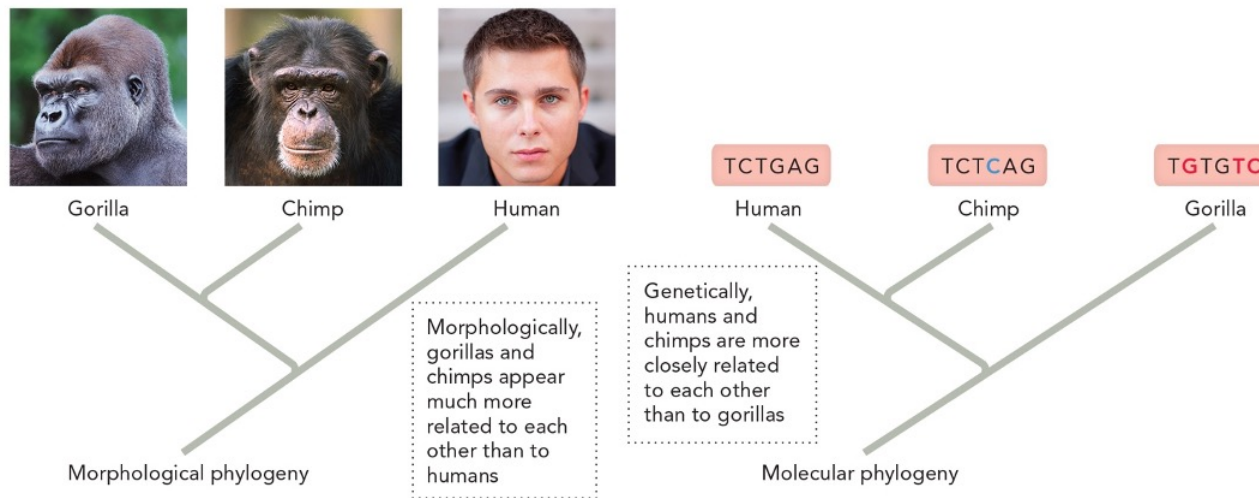 Gorilla
Chimp
Human
Morphologically,
gorillas and
chimps appear
much more
related to each
other than to
humans
Morphological phylogeny
TCTGAG
TCTCAG
TGTGTC
Human
Chimp
Gorilla
Genetically,
humans and
chimps are more
closely related
to each other
than to gorillas
Molecular phylogeny